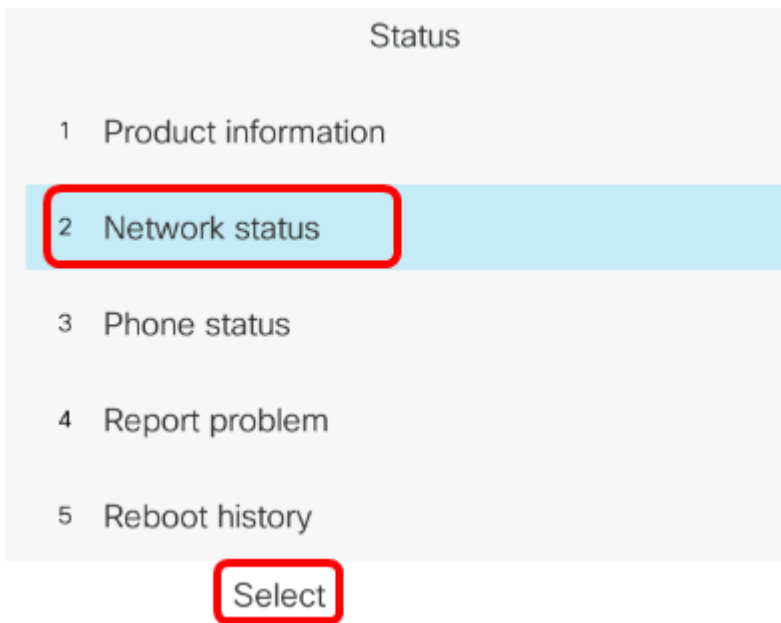 Status
1 Product information
2 Network status
3 Phone status
4 Report problem
5 Reboot history
Select